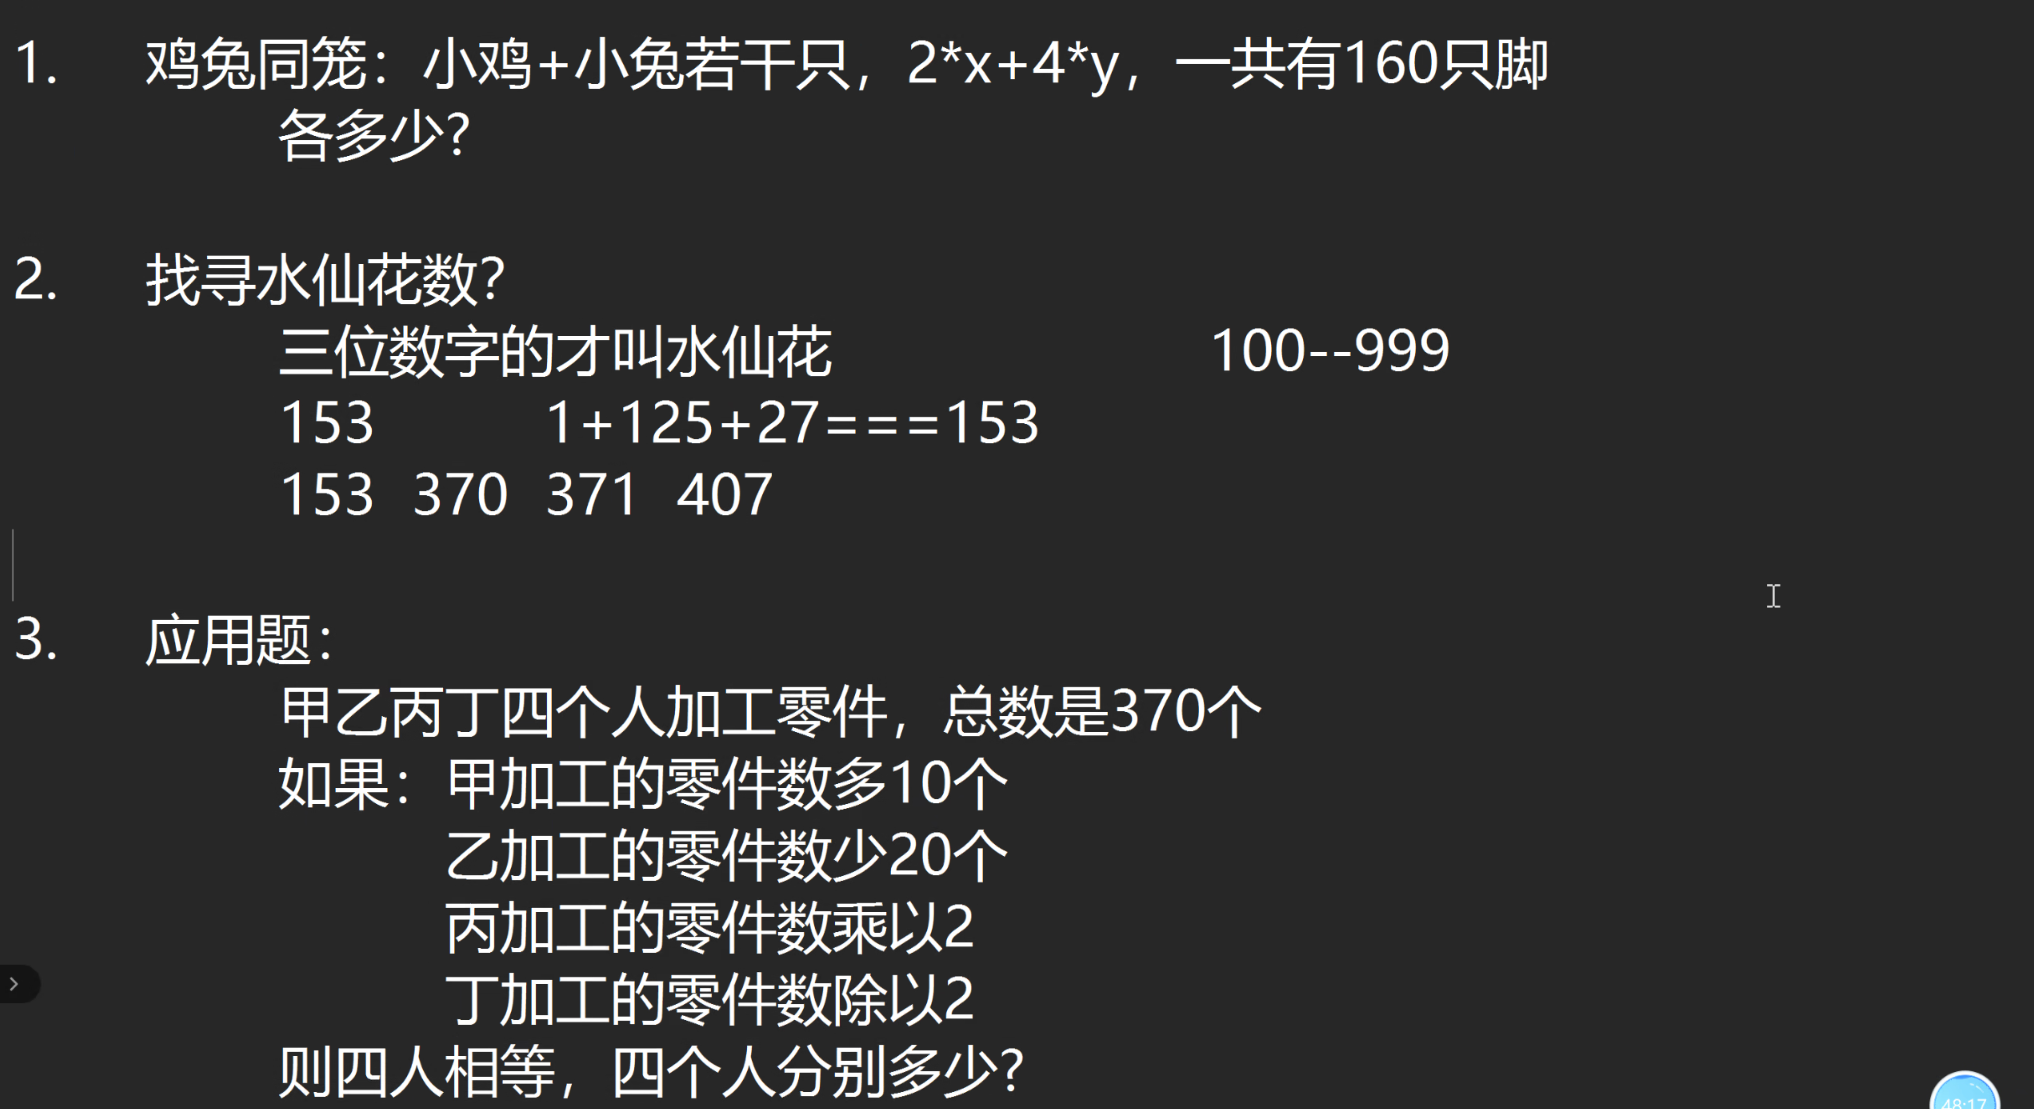 1. 鸡兔同笼：小鸡+小兔若干只，2*x+4*y，一共有160只脚
各多少?
2. 找寻水仙花数?
三位数字的才叫水仙花 100--999
153 1+125+27===153
153 370 371 407
3. 应用题：
甲乙丙丁四个人加工零件，总数是370个
如果：甲加工的零件数多10个
乙加工的零件数少20个
丙加工的零件数乘以2
丁加工的零件数除以2
则四人相等，四个人分别多少?
48:17